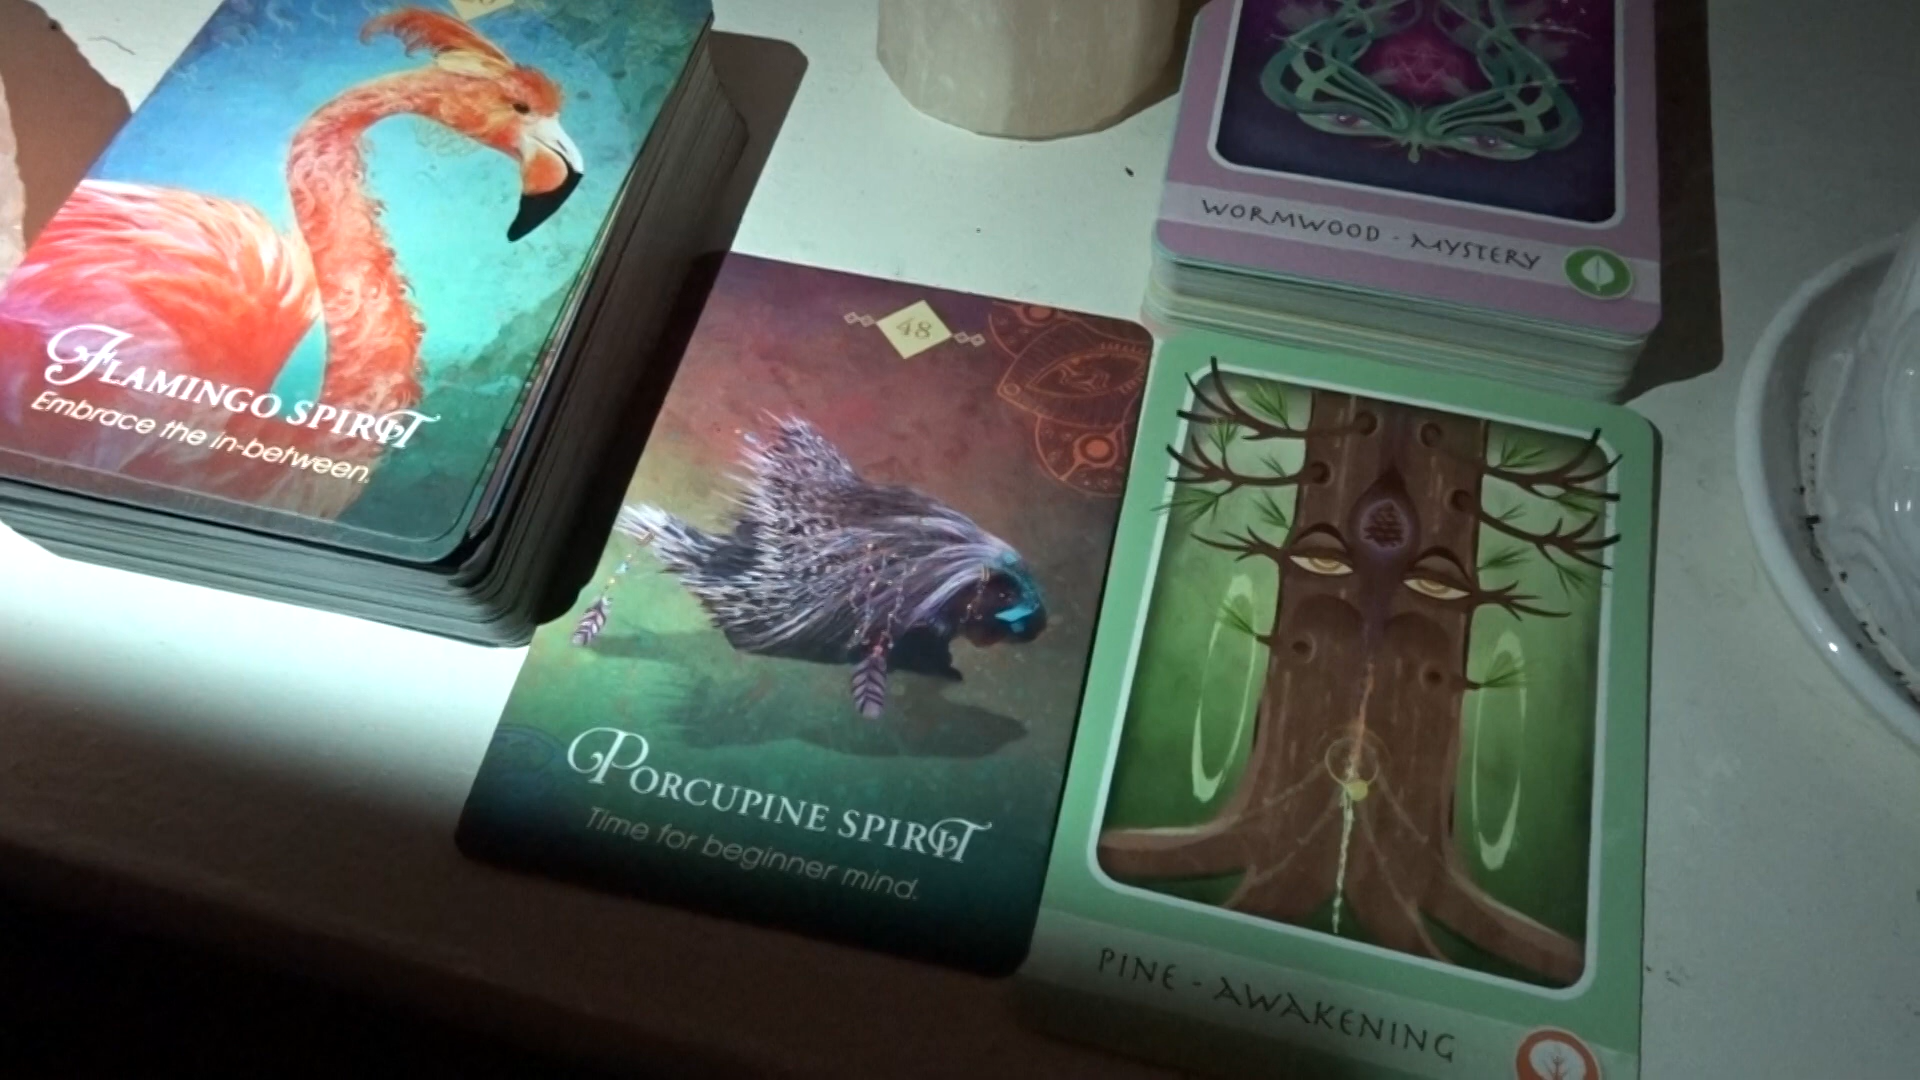 FLAMINGO SPIRIT
Embrace the in-between.
48
PORCUPINE SPIRIT
Time for beginner mind.
WORMWOOD - MYSTERY
PINE - AWAKENING